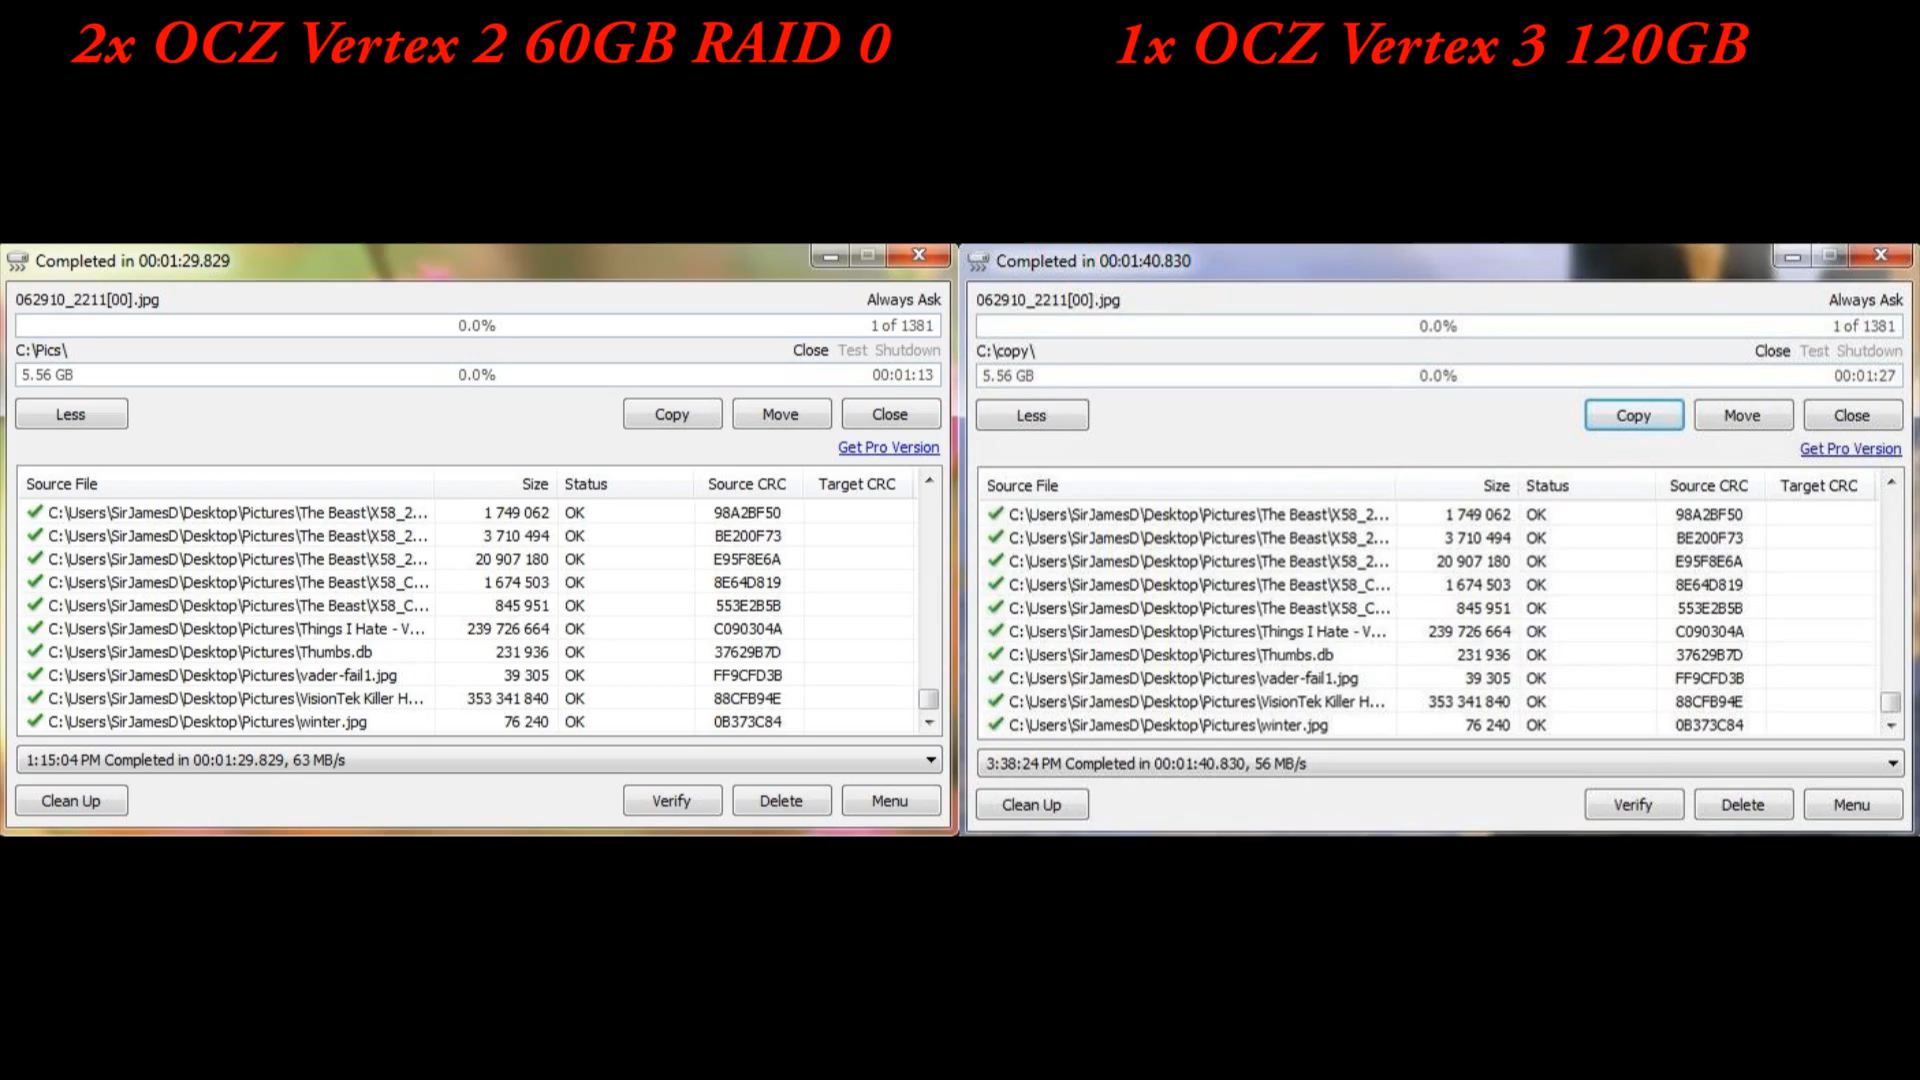 2x OCZ Vertex 2 60GB RAID 0
1x OCZ Vertex 3 120GB
Completed in 00:01:29.829
062910_2211[00].jpg Always Ask
0.0% 1 of 1381
C:\Pics\ Close Test Shutdown
5.56 GB 0.0% 00:01:13
Less Copy Move Close
Get Pro Version
Source File Size Status Source CRC Target CRC
C:\Users\SirJamesD\Desktop\Pictures\The Beast\X58_2... 1 749 062 OK 98A2BF50
C:\Users\SirJamesD\Desktop\Pictures\The Beast\X58_2... 3 710 494 OK BE200F73
C:\Users\SirJamesD\Desktop\Pictures\The Beast\X58_2... 20 907 180 OK E95F8E6A
C:\Users\SirJamesD\Desktop\Pictures\The Beast\X58_C... 1 674 503 OK 8E64D819
C:\Users\SirJamesD\Desktop\Pictures\The Beast\X58_C... 845 951 OK 553E2B5B
C:\Users\SirJamesD\Desktop\Pictures\Things I Hate - V... 239 726 664 OK C090304A
C:\Users\SirJamesD\Desktop\Pictures\Thumbs.db 231 936 OK 37629B7D
C:\Users\SirJamesD\Desktop\Pictures\vader-fail1.jpg 39 305 OK FF9CFD3B
C:\Users\SirJamesD\Desktop\Pictures\VisionTek Killer H... 353 341 840 OK 88CFB94E
C:\Users\SirJamesD\Desktop\Pictures\winter.jpg 76 240 OK 0B373C84
1:15:04 PM Completed in 00:01:29.829, 63 MB/s
Clean Up Verify Delete Menu
Completed in 00:01:40.830
062910_2211[00].jpg Always Ask
0.0% 1 of 1381
C:\copy\ Close Test Shutdown
5.56 GB 0.0% 00:01:27
Less Copy Move Close
Get Pro Version
Source File Size Status Source CRC Target CRC
C:\Users\SirJamesD\Desktop\Pictures\The Beast\X58_2... 1 749 062 OK 98A2BF50
C:\Users\SirJamesD\Desktop\Pictures\The Beast\X58_2... 3 710 494 OK BE200F73
C:\Users\SirJamesD\Desktop\Pictures\The Beast\X58_2... 20 907 180 OK E95F8E6A
C:\Users\SirJamesD\Desktop\Pictures\The Beast\X58_C... 1 674 503 OK 8E64D819
C:\Users\SirJamesD\Desktop\Pictures\The Beast\X58_C... 845 951 OK 553E2B5B
C:\Users\SirJamesD\Desktop\Pictures\Things I Hate - V... 239 726 664 OK C090304A
C:\Users\SirJamesD\Desktop\Pictures\Thumbs.db 231 936 OK 37629B7D
C:\Users\SirJamesD\Desktop\Pictures\vader-fail1.jpg 39 305 OK FF9CFD3B
C:\Users\SirJamesD\Desktop\Pictures\VisionTek Killer H... 353 341 840 OK 88CFB94E
C:\Users\SirJamesD\Desktop\Pictures\winter.jpg 76 240 OK 0B373C84
3:38:24 PM Completed in 00:01:40.830, 56 MB/s
Clean Up Verify Delete Menu